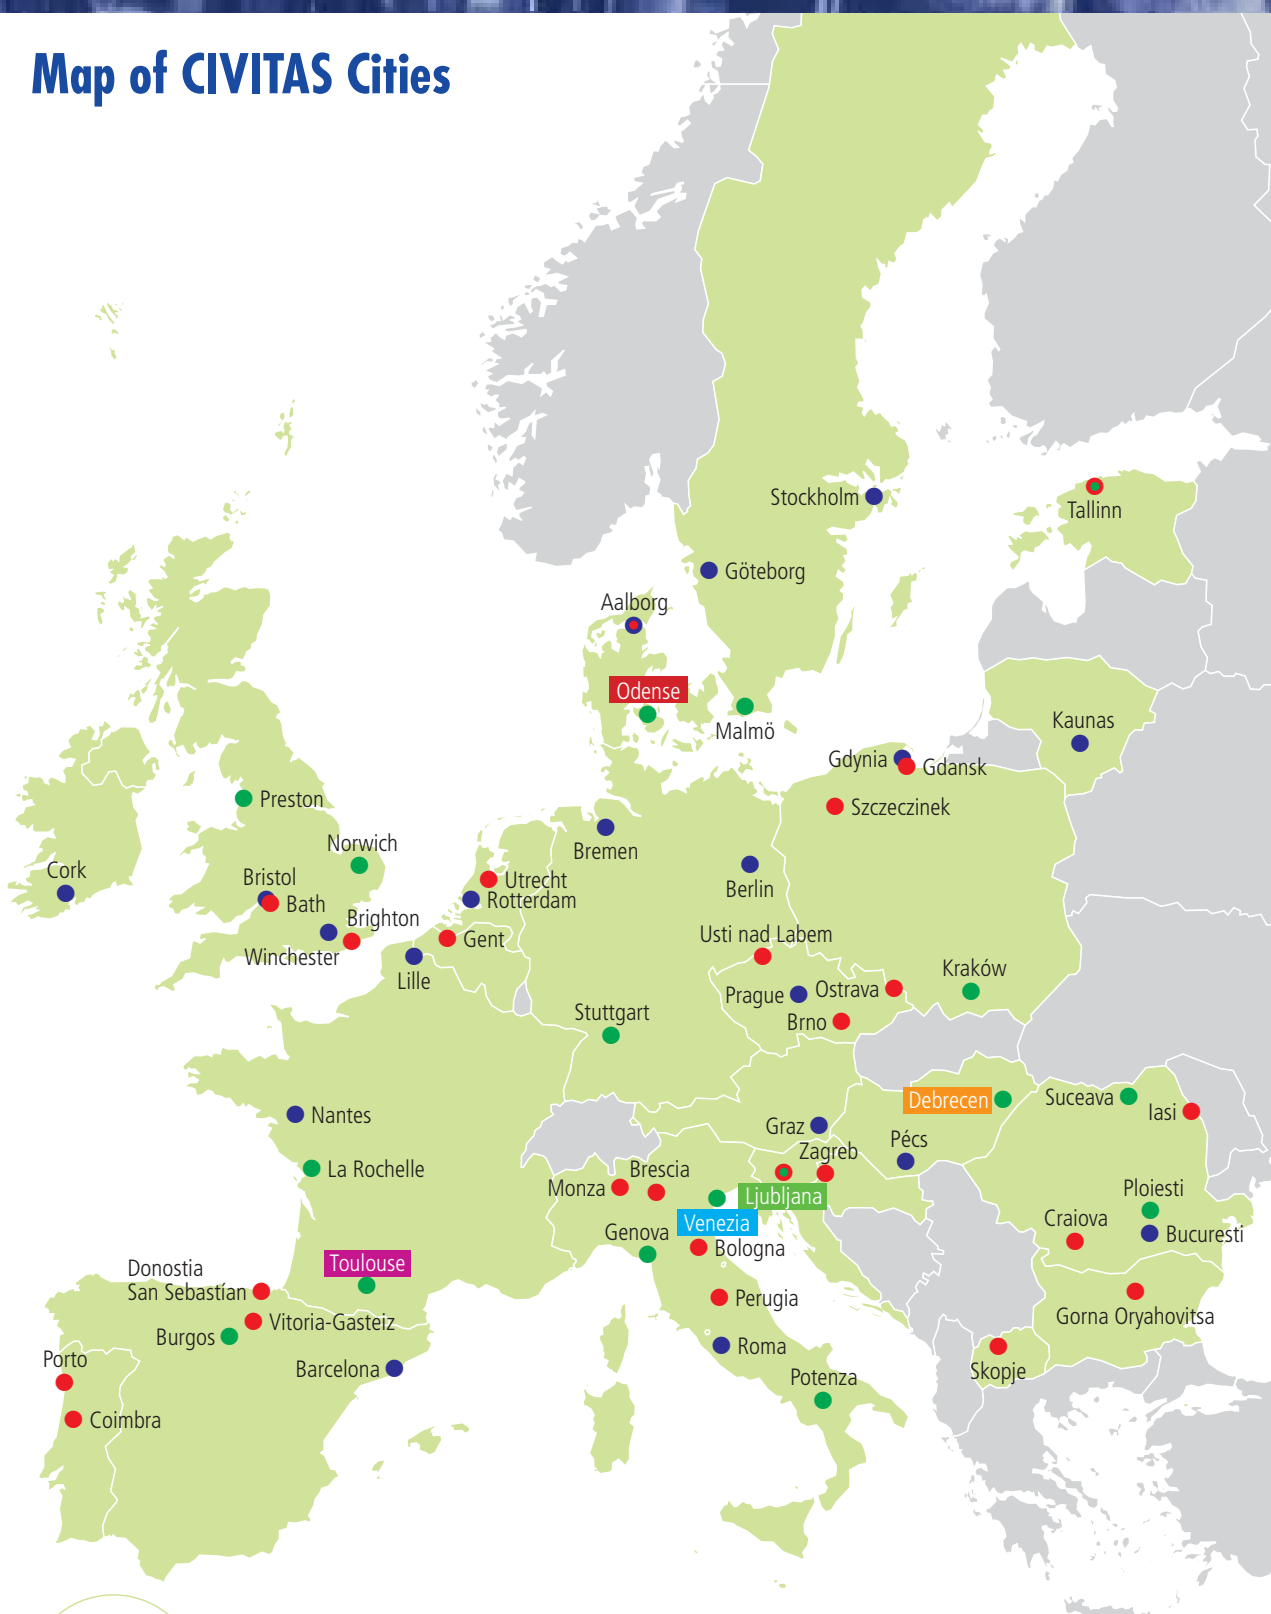 Map of CIVITAS Cities
Stockholm
Tallinn
Göteborg
Aalborg
Odense
Malmö
Kaunas
Gdynia
Gdansk
Preston
Szczeczinek
Norwich
Bremen
Cork
Bristol
Utrecht
Berlin
Bath
Rotterdam
Brighton
Usti nad Labem
Gent
Winchester
Lille
Kraków
Prague
Ostrava
Stuttgart
Brno
Debrecen
Suceava
Nantes
Iasi
Graz
Pécs
Zagreb
La Rochelle
Brescia
Monza
Ljubljana
Ploiesti
Venezia
Craiova
Genova
Bucuresti
Bologna
Toulouse
Donostia
San Sebastían
Perugia
Gorna Oryahovitsa
Vitoria-Gasteiz
Burgos
Roma
Porto
Barcelona
Skopje
Potenza
Coimbra